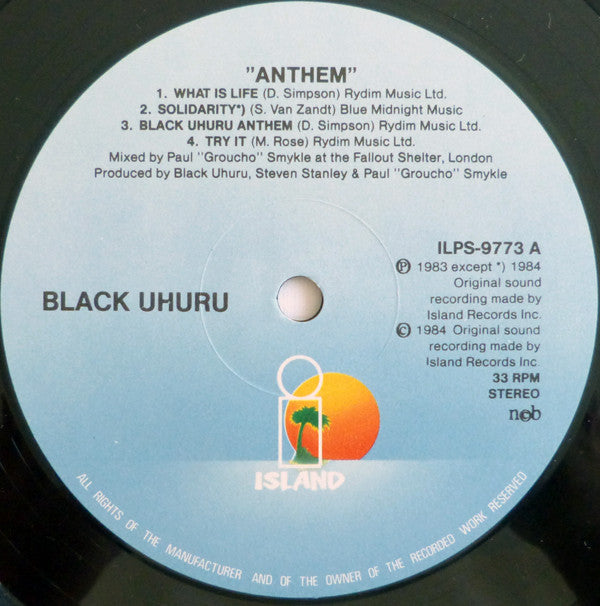 "ANTHEM"
1. WHAT IS LIFE (D. Simpson) Rydim Music Ltd.
2. SOLIDARITY*) (S. Van Zandt) Blue Midnight Music
3. BLACK UHURU ANTHEM (D. Simpson) Rydim Music Ltd.
4. TRY IT (M. Rose) Rydim Music Ltd.
Mixed by Paul "Groucho" Smykle at the Fallout Shelter, London
Produced by Black Uhuru, Steven Stanley & Paul "Groucho" Smykle
BLACK UHURU
ILPS-9773 A
℗ 1983 except *) 1984
Original sound
recording made by
Island Records Inc.
© 1984 Original sound
recording made by
Island Records Inc.
33 RPM
STEREO
n©b
i
ISLAND
ALL RIGHTS OF THE MANUFACTURER AND OF THE OWNER OF THE RECORDED WORK RESERVED